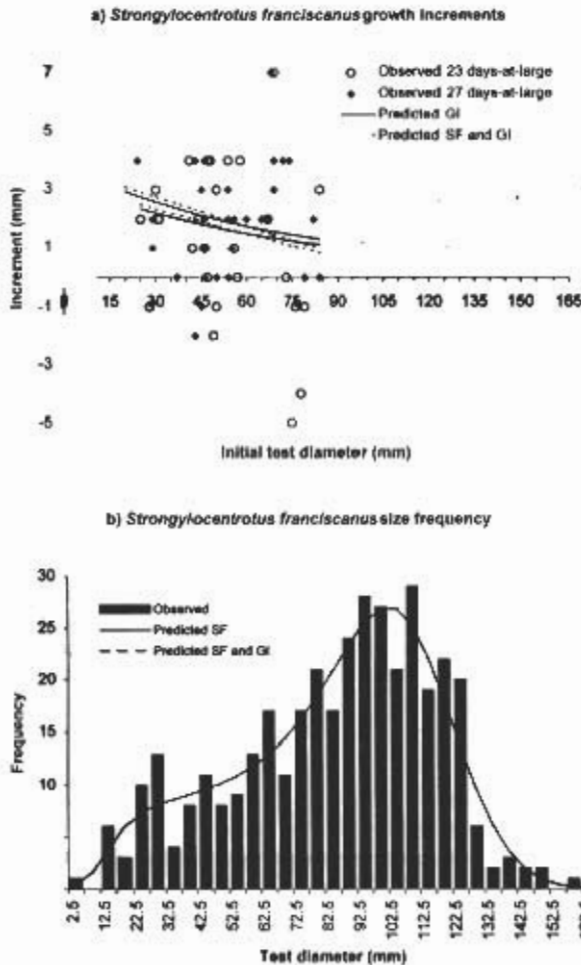 a) Strongylocentrotus franciscanus growth increments
Observed 23 days-at-large
Observed 27 days-at-large
Predicted GI
Predicted SF and GI
Increment (mm)
7
5
3
1
-1
-3
-5
15 30 45 60 75 90 105 120 135 150 165
Initial test diameter (mm)
b) Strongylocentrotus franciscanus size frequency
Observed
Predicted SF
Predicted SF and GI
Frequency
30
25
20
15
10
2.5 12.5 22.5 32.5 42.5 52.5 62.5 72.5 82.5 92.5 102.5 112.5 122.5 132.5 142.5 152.5
Test diameter (mm)